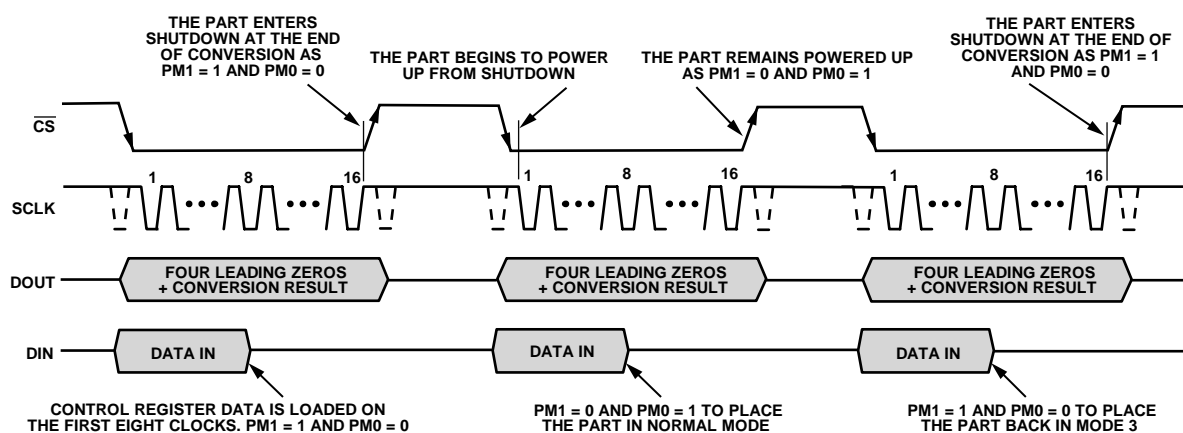 THE PART ENTERS
SHUTDOWN AT THE END
OF CONVERSION AS
PM1 = 1 AND PM0 = 0
THE PART BEGINS TO POWER
UP FROM SHUTDOWN
THE PART REMAINS POWERED UP
AS PM1 = 0 AND PM0 = 1
THE PART ENTERS
SHUTDOWN AT THE END OF
CONVERSION AS PM1 = 1
AND PM0 = 0
CS
SCLK
1 8 16
1 8 16
1 8 16
DOUT
FOUR LEADING ZEROS
+ CONVERSION RESULT
FOUR LEADING ZEROS
+ CONVERSION RESULT
FOUR LEADING ZEROS
+ CONVERSION RESULT
DIN
DATA IN
DATA IN
DATA IN
CONTROL REGISTER DATA IS LOADED ON
THE FIRST EIGHT CLOCKS. PM1 = 1 AND PM0 = 0
PM1 = 0 AND PM0 = 1 TO PLACE
THE PART IN NORMAL MODE
PM1 = 1 AND PM0 = 0 TO PLACE
THE PART BACK IN MODE 3